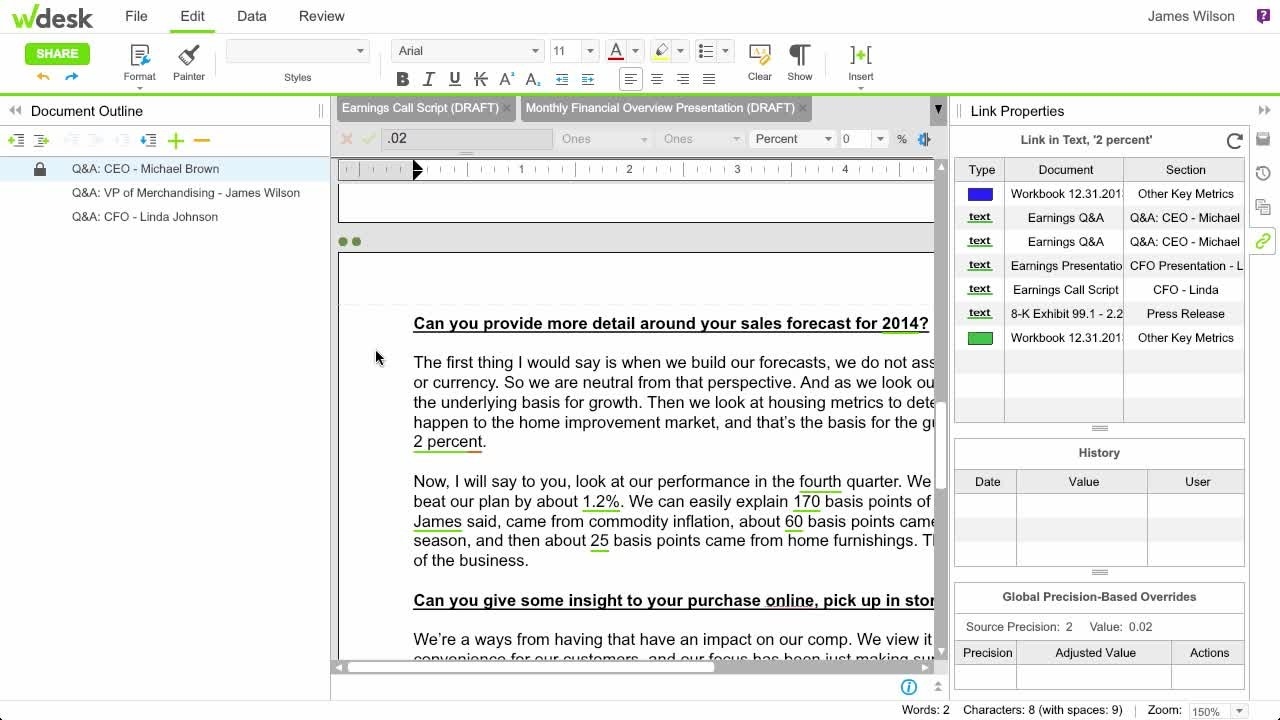 wdesk
File
Edit
Data
Review
James Wilson
?
SHARE
Format
Painter
Styles
Arial
11
A
B I U
A
A
Clear
Show
Insert
Document Outline
Q&A: CEO - Michael Brown
Q&A: VP of Merchandising - James Wilson
Q&A: CFO - Linda Johnson
Earnings Call Script (DRAFT)
Monthly Financial Overview Presentation (DRAFT)
.02
Ones
Ones
Percent
0
%
1 2 3 4
Can you provide more detail around your sales forecast for 2014?
The first thing I would say is when we build our forecasts, we do not ass
or currency. So we are neutral from that perspective. And as we look ou
the underlying basis for growth. Then we look at housing metrics to dete
happen to the home improvement market, and that's the basis for the g
2 percent.
Now, I will say to you, look at our performance in the fourth quarter. We
beat our plan by about 1.2%. We can easily explain 170 basis points of
James said, came from commodity inflation, about 60 basis points came
season, and then about 25 basis points came from home furnishings. T
of the business.
Can you give some insight to your purchase online, pick up in stor
We're a ways from having that have an impact on our comp. We view it
convenience for our customers, and our focus has been just making su
Link Properties
Link in Text, '2 percent'
Type Document Section
Workbook 12.31.201 Other Key Metrics
text Earnings Q&A Q&A: CEO - Michael
text Earnings Q&A Q&A: CEO - Michael
text Earnings Presentatio CFO Presentation - L
text Earnings Call Script CFO - Linda
text 8-K Exhibit 99.1 - 2.2 Press Release
Workbook 12.31.201 Other Key Metrics
History
Date Value User
Global Precision-Based Overrides
Source Precision: 2 Value: 0.02
Precision Adjusted Value Actions
Words: 2 Characters: 8 (with spaces: 9) Zoom: 150%